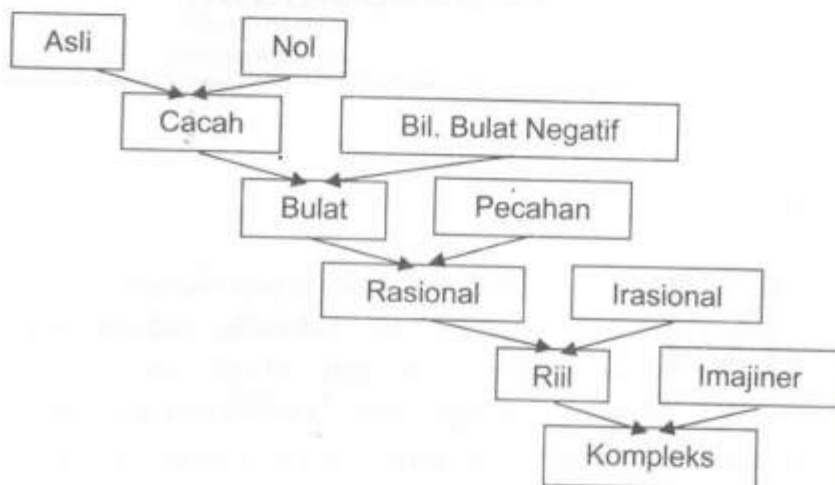 Asli
Nol
Cacah
Bil. Bulat Negatif
Bulat
Pecahan
Rasional
Irasional
Riil
Imajiner
Kompleks